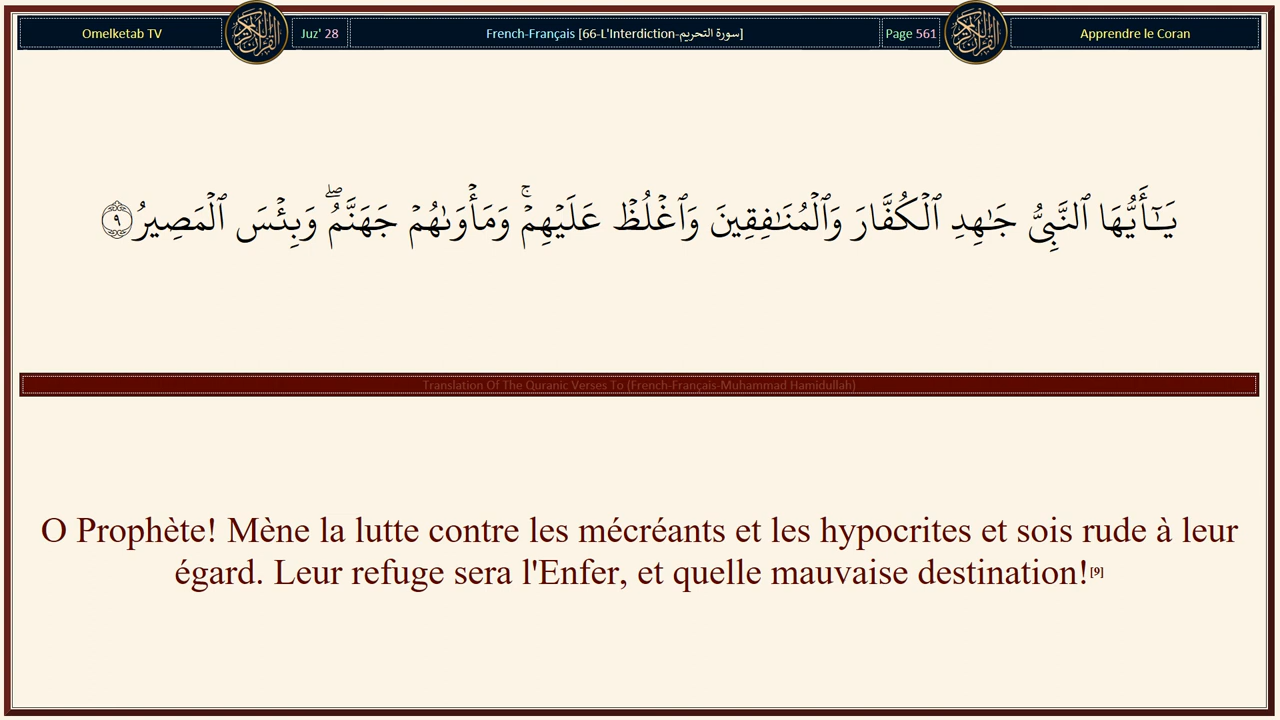 Omelketab TV
Juz' 28
French-Français [66-L'Interdiction-سورة التحريم]
Page 561
Apprendre le Coran
يَـٰٓأَيُّهَا ٱلنَّبِىُّ جَـٰهِدِ ٱلْكُفَّارَ وَٱلْمُنَـٰفِقِينَ وَٱغْلُظْ عَلَيْهِمْ ۚ وَمَأْوَىٰهُمْ جَهَنَّمُ ۖ وَبِئْسَ ٱلْمَصِيرُ ٩
Translation Of The Quranic Verses To (French-Français-Muhammad Hamidullah)
O Prophète! Mène la lutte contre les mécréants et les hypocrites et sois rude à leur
égard. Leur refuge sera l'Enfer, et quelle mauvaise destination![9]